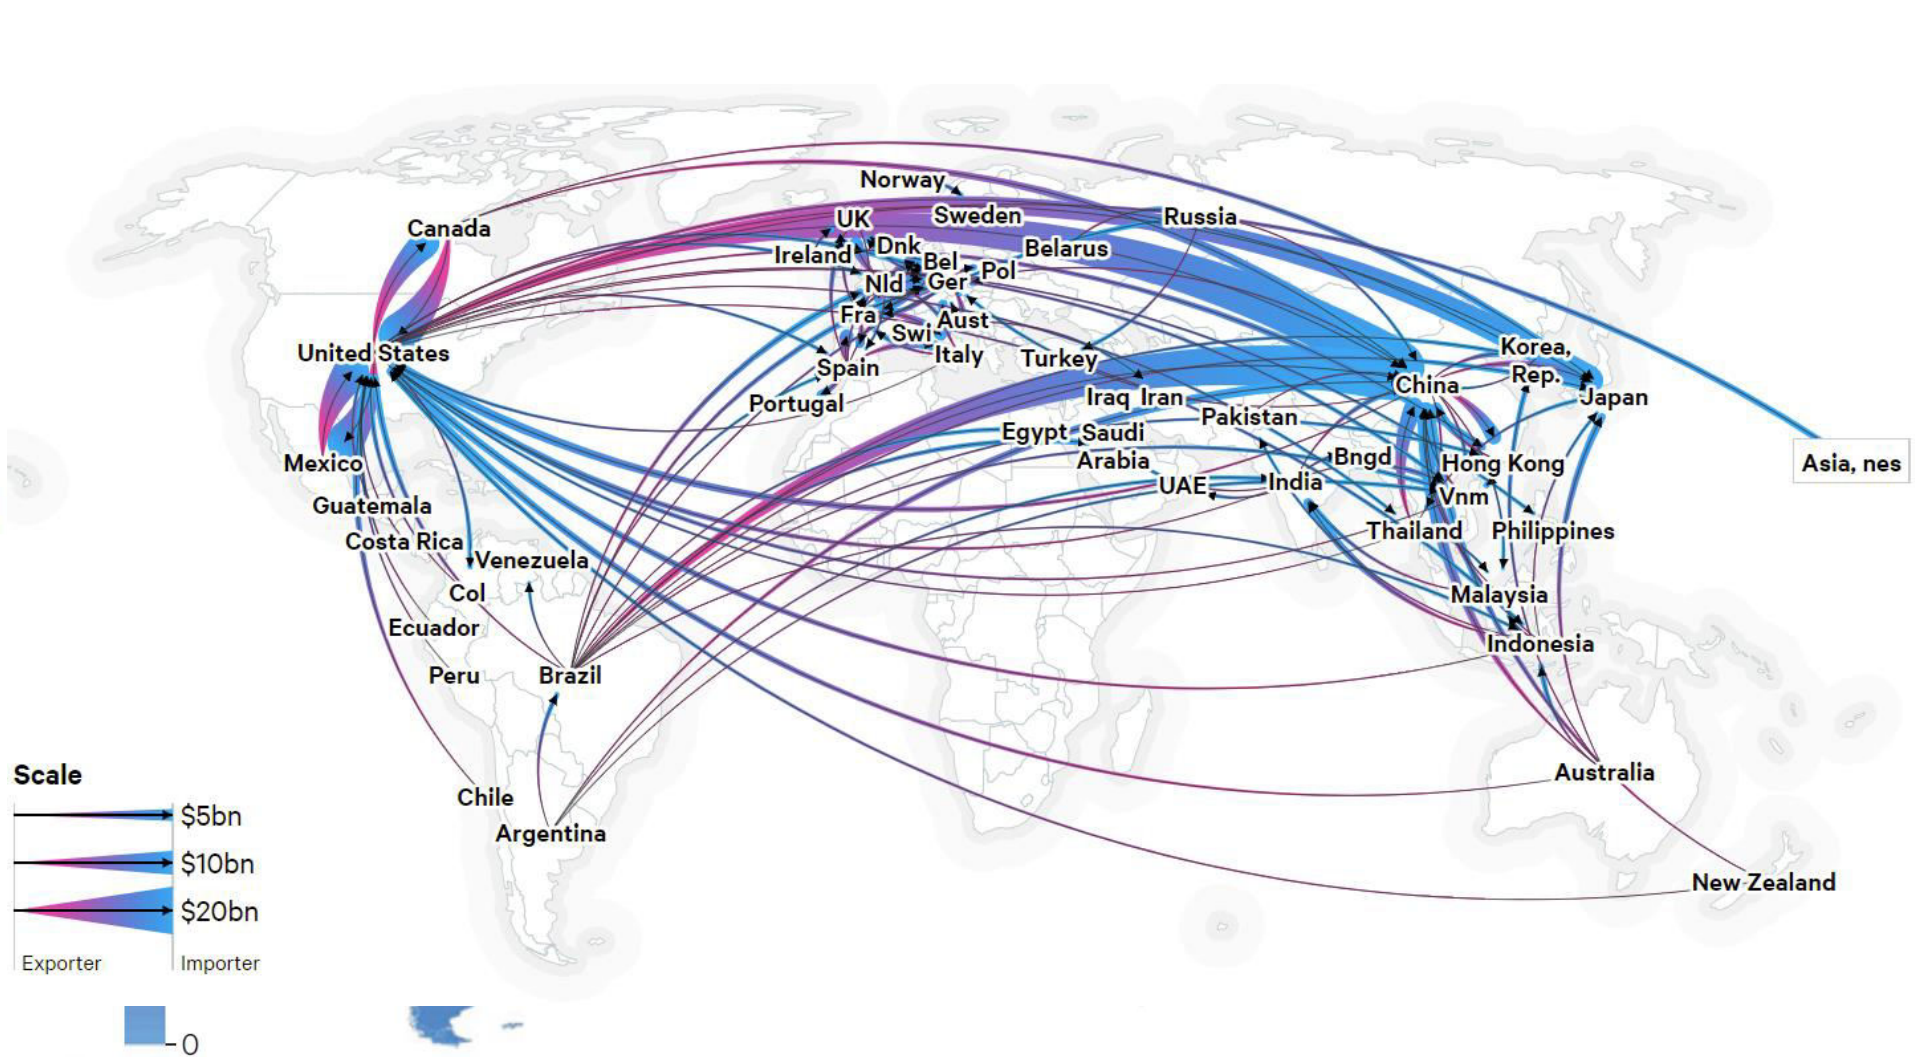 Norway
Canada
UK
Sweden
Russia
Ireland
Dnk
Belarus
Bel
Pol
Nld
Ger
Fra
Aust
Swi
United States
Spain
Italy
Turkey
Korea,
Rep.
China
Japan
Portugal
Iraq
Iran
Pakistan
Egypt
Saudi
Arabia
Mexico
Bngd
Hong Kong
Asia, nes
UAE
India
Vnm
Guatemala
Thailand
Philippines
Costa Rica
Venezuela
Col
Malaysia
Ecuador
Indonesia
Peru
Brazil
Australia
Chile
Argentina
New Zealand
Scale
$5bn
$10bn
$20bn
Exporter
Importer
0